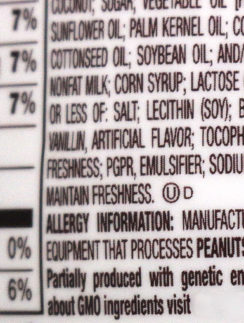 7%
7%
7%
0%
6%
COCONUT, SUGAR, VEGETABLE OIL
SUNFLOWER OIL; PALM KERNEL OIL; CO
COTTONSEED OIL; SOYBEAN OIL; AND/
NONFAT MILK; CORN SYRUP; LACTOSE
OR LESS OF: SALT; LECITHIN (SOY);
VANILLIN, ARTIFICIAL FLAVOR; TOCOPH
FRESHNESS; PGPR, EMULSIFIER; SODIU
MAINTAIN FRESHNESS. Ⓤ D
ALLERGY INFORMATION: MANUFACT
EQUIPMENT THAT PROCESSES PEANUTS
Partially produced with genetic en
about GMO ingredients visit